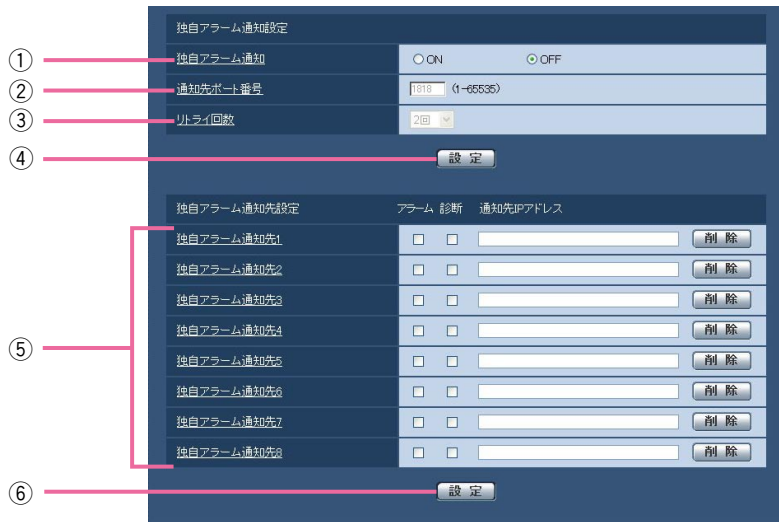 独自アラーム通知設定
① 独自アラーム通知 ON OFF
② 通知先ポート番号 1818 (1-65535)
③ リトライ回数 2回
④ 設 定
独自アラーム通知先設定 アラーム 診断 通知先IPアドレス
独自アラーム通知先1 削 除
独自アラーム通知先2 削 除
独自アラーム通知先3 削 除
独自アラーム通知先4 削 除
⑤ 独自アラーム通知先5 削 除
独自アラーム通知先6 削 除
独自アラーム通知先7 削 除
独自アラーム通知先8 削 除
⑥ 設 定